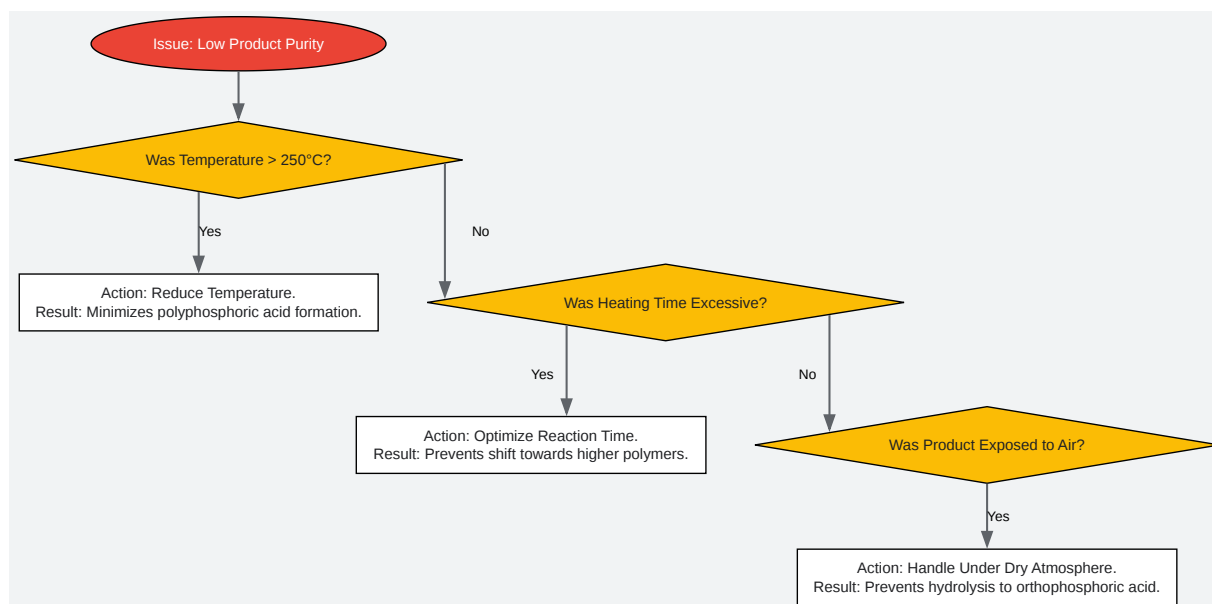 Issue: Low Product Purity
Was Temperature > 250°C?
Yes
No
Action: Reduce Temperature.
Result: Minimizes polyphosphoric acid formation.
Was Heating Time Excessive?
Yes
No
Action: Optimize Reaction Time.
Result: Prevents shift towards higher polymers.
Was Product Exposed to Air?
Yes
Action: Handle Under Dry Atmosphere.
Result: Prevents hydrolysis to orthophosphoric acid.